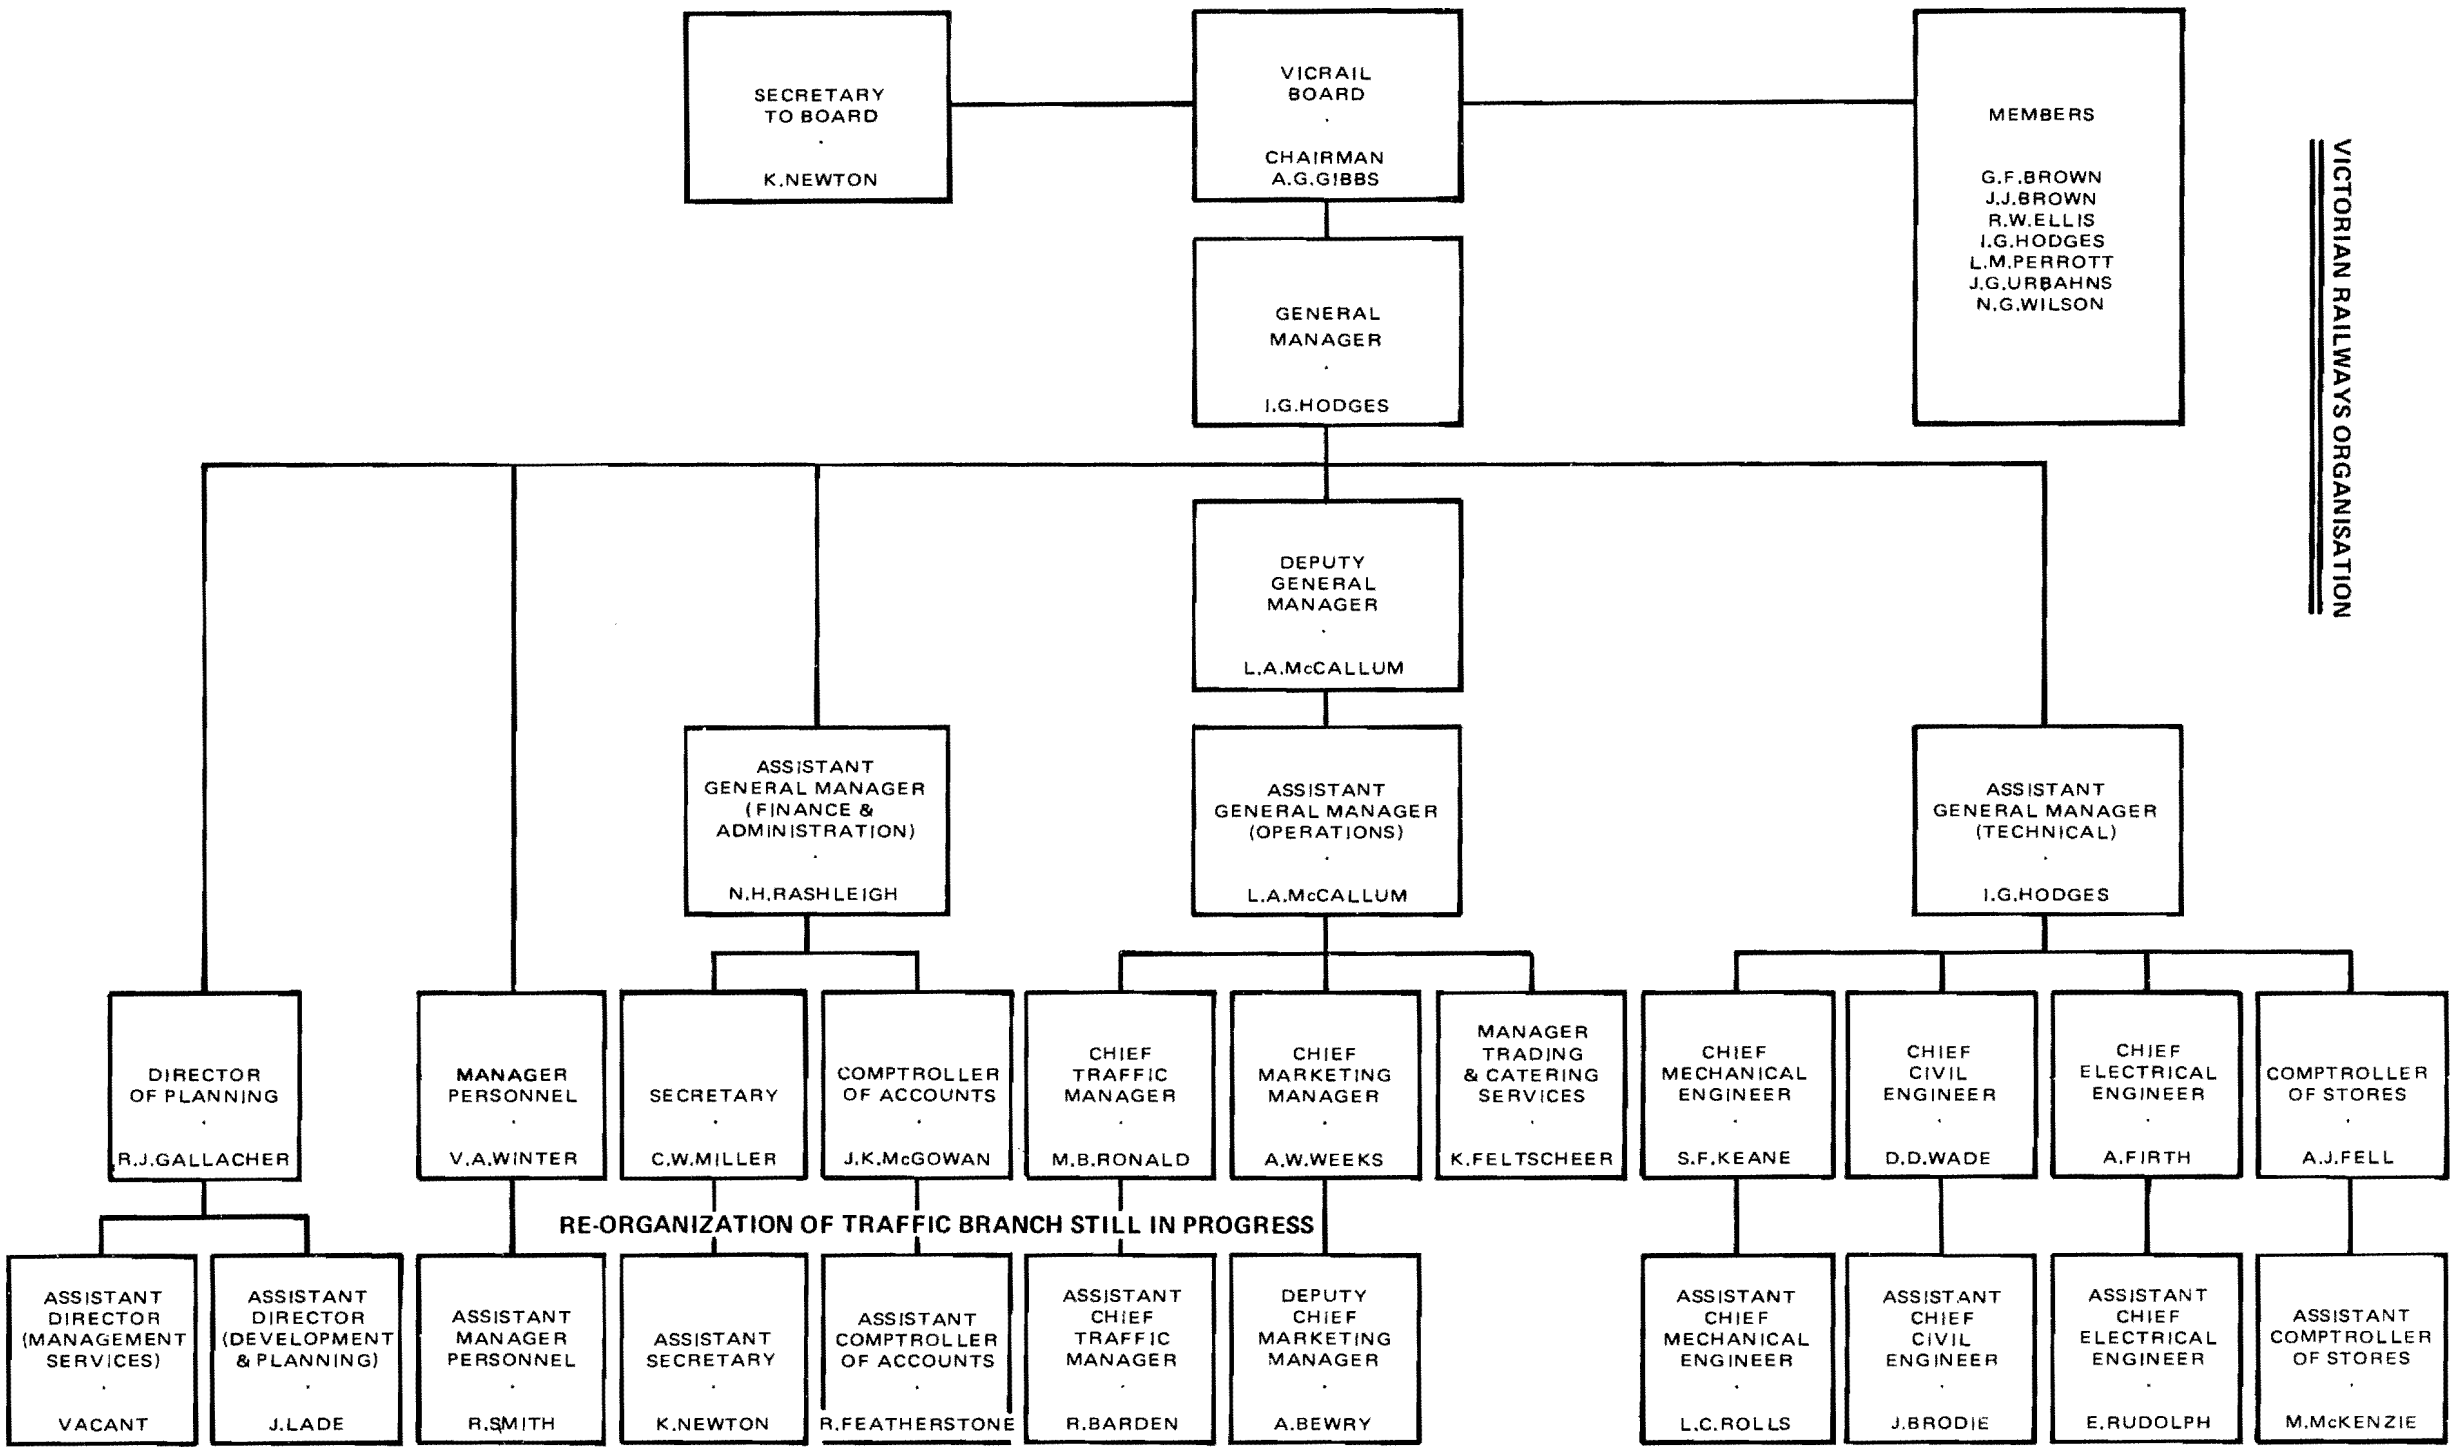 VICTORIAN RAILWAYS ORGANISATION
SECRETARY
TO BOARD
.
K.NEWTON
VICRAIL
BOARD
.
CHAIRMAN
A.G.GIBBS
MEMBERS
G.F.BROWN
J.J.BROWN
R.W.ELLIS
I.G.HODGES
L.M.PERROTT
J.G.URBAHNS
N.G.WILSON
GENERAL
MANAGER
.
I.G.HODGES
DEPUTY
GENERAL
MANAGER
.
L.A.McCALLUM
ASSISTANT
GENERAL MANAGER
(FINANCE &
ADMINISTRATION)
.
N.H.RASHLEIGH
ASSISTANT
GENERAL MANAGER
(OPERATIONS)
.
L.A.McCALLUM
ASSISTANT
GENERAL MANAGER
(TECHNICAL)
.
I.G.HODGES
DIRECTOR
OF PLANNING
.
R.J.GALLACHER
MANAGER
PERSONNEL
.
V.A.WINTER
SECRETARY
.
C.W.MILLER
COMPTROLLER
OF ACCOUNTS
.
J.K.McGOWAN
CHIEF
TRAFFIC
MANAGER
.
M.B.RONALD
CHIEF
MARKETING
MANAGER
.
A.W.WEEKS
MANAGER
TRADING
& CATERING
SERVICES
.
K.FELTSCHEER
CHIEF
MECHANICAL
ENGINEER
.
S.F.KEANE
CHIEF
CIVIL
ENGINEER
.
D.D.WADE
CHIEF
ELECTRICAL
ENGINEER
.
A.FIRTH
COMPTROLLER
OF STORES
.
A.J.FELL
RE-ORGANIZATION OF TRAFFIC BRANCH STILL IN PROGRESS
ASSISTANT
DIRECTOR
(MANAGEMENT
SERVICES)
.
VACANT
ASSISTANT
DIRECTOR
(DEVELOPMENT
& PLANNING)
.
J.LADE
ASSISTANT
MANAGER
PERSONNEL
.
R.SMITH
ASSISTANT
SECRETARY
.
K.NEWTON
ASSISTANT
COMPTROLLER
OF ACCOUNTS
.
R.FEATHERSTONE
ASSISTANT
CHIEF
TRAFFIC
MANAGER
.
R.BARDEN
DEPUTY
CHIEF
MARKETING
MANAGER
.
A.BEWRY
ASSISTANT
CHIEF
MECHANICAL
ENGINEER
.
L.C.ROLLS
ASSISTANT
CHIEF
CIVIL
ENGINEER
.
J.BRODIE
ASSISTANT
CHIEF
ELECTRICAL
ENGINEER
.
E.RUDOLPH
ASSISTANT
COMPTROLLER
OF STORES
.
M.McKENZIE